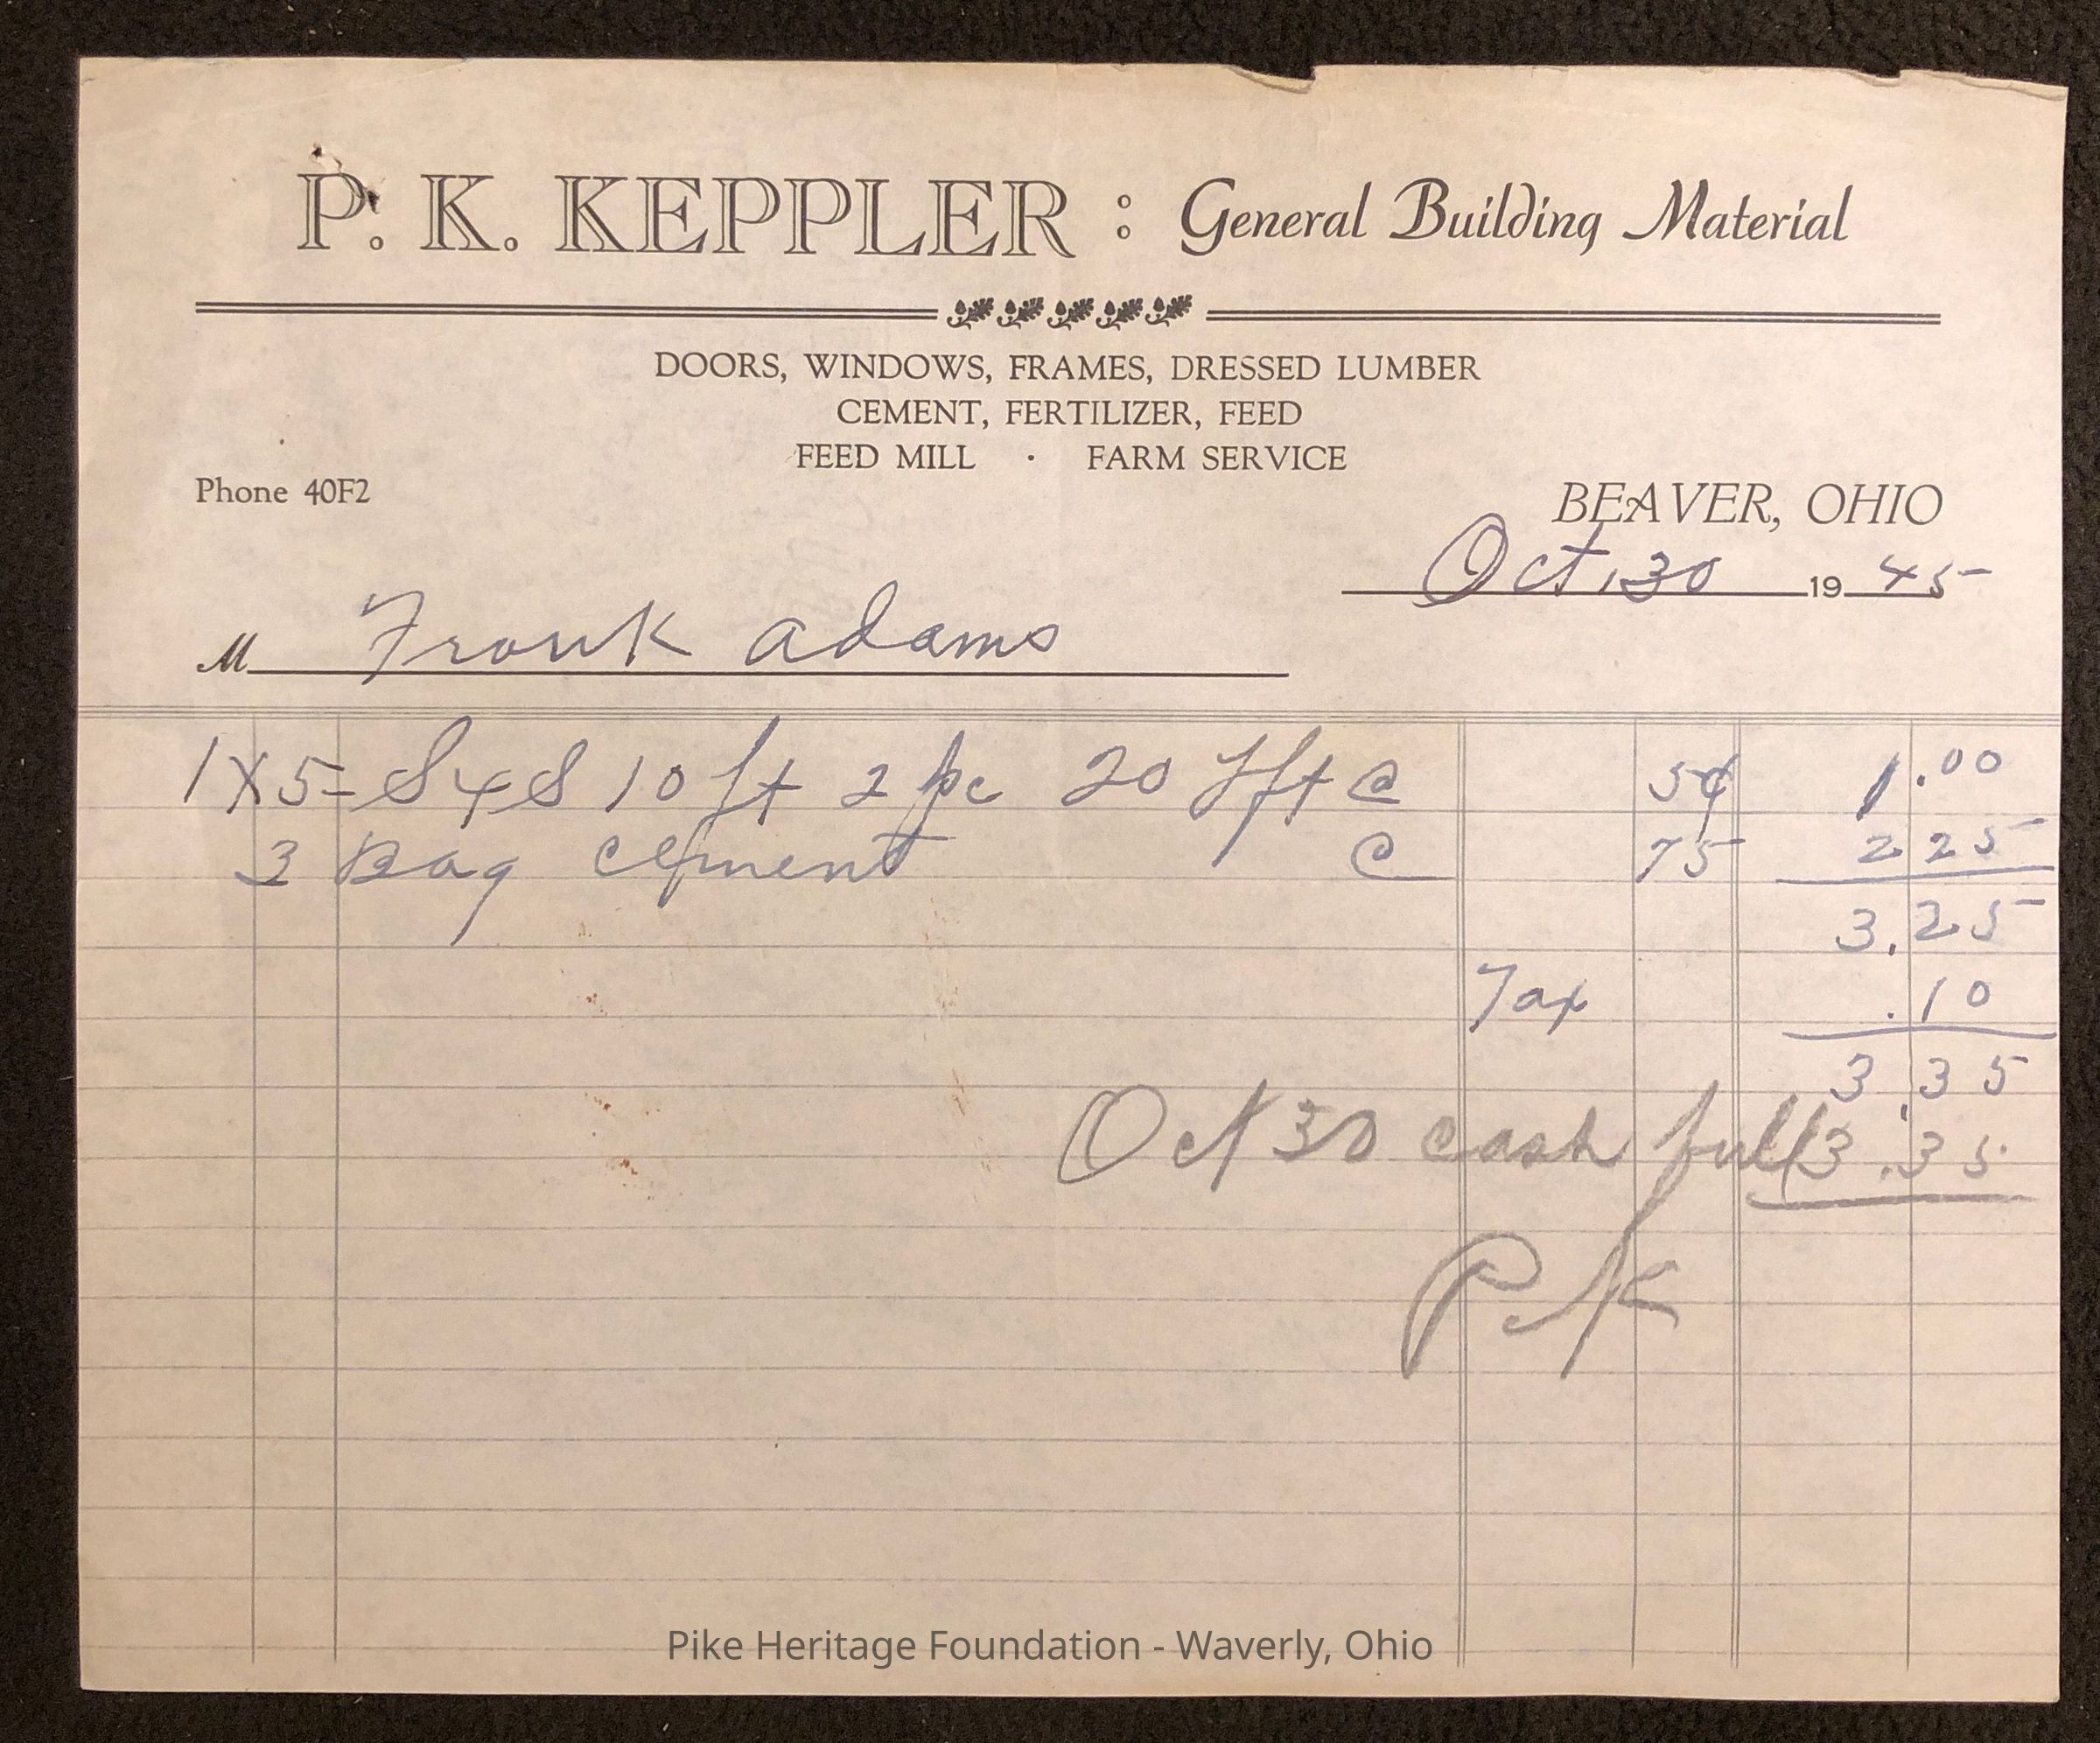 P. K. KEPPLER : General Building Material
DOORS, WINDOWS, FRAMES, DRESSED LUMBER
CEMENT, FERTILIZER, FEED
FEED MILL · FARM SERVICE
Phone 40F2
BEAVER, OHIO
Oct, 30 19 45
M Frank Adams
1X5- S4S 10 ft 2 pc 20 Lft @ 5¢ 1.00
3 Bag Cement @ 75 2 25
3.25
Tax .10
3.35
Oct 30 cash full 3.35
P. K
Pike Heritage Foundation - Waverly, Ohio